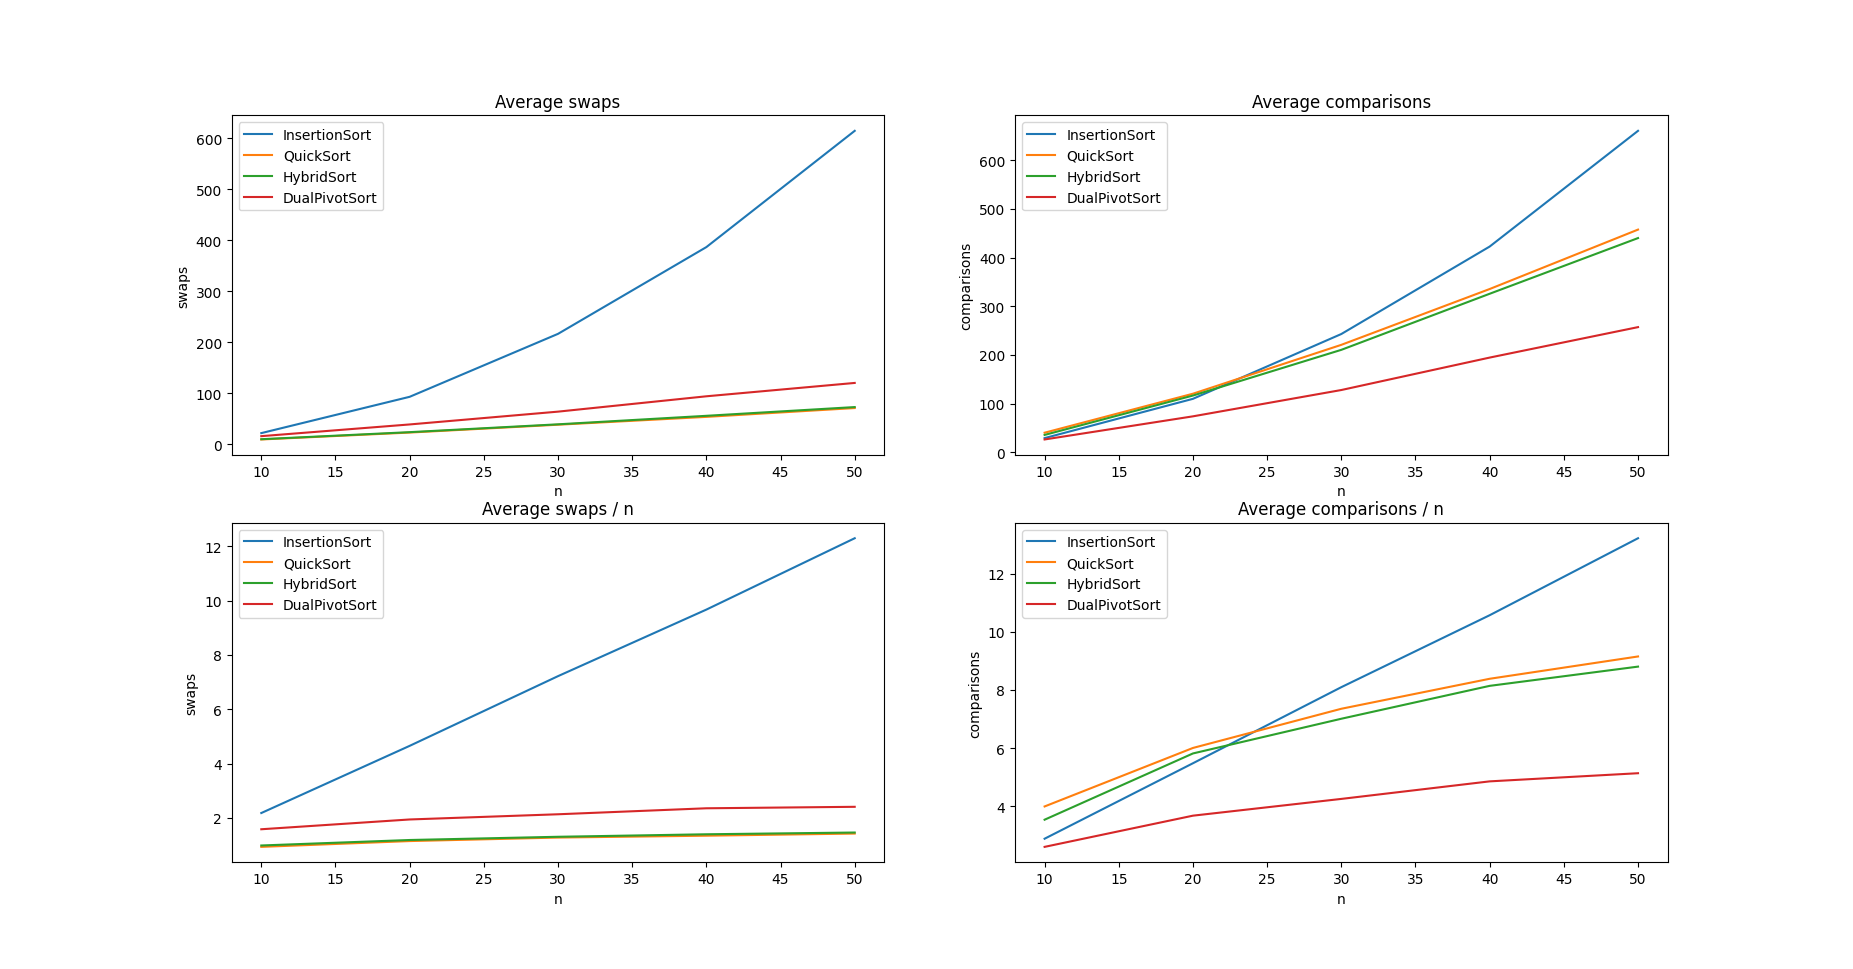 Average swaps
InsertionSort
QuickSort
HybridSort
DualPivotSort
600
500
400
300
200
100
0
swaps
10 15 20 25 30 35 40 45 50
n
Average comparisons
InsertionSort
QuickSort
HybridSort
DualPivotSort
600
500
400
300
200
100
0
comparisons
10 15 20 25 30 35 40 45 50
n
Average swaps / n
InsertionSort
QuickSort
HybridSort
DualPivotSort
12
10
8
6
4
2
swaps
10 15 20 25 30 35 40 45 50
n
Average comparisons / n
InsertionSort
QuickSort
HybridSort
DualPivotSort
12
10
8
6
4
comparisons
10 15 20 25 30 35 40 45 50
n